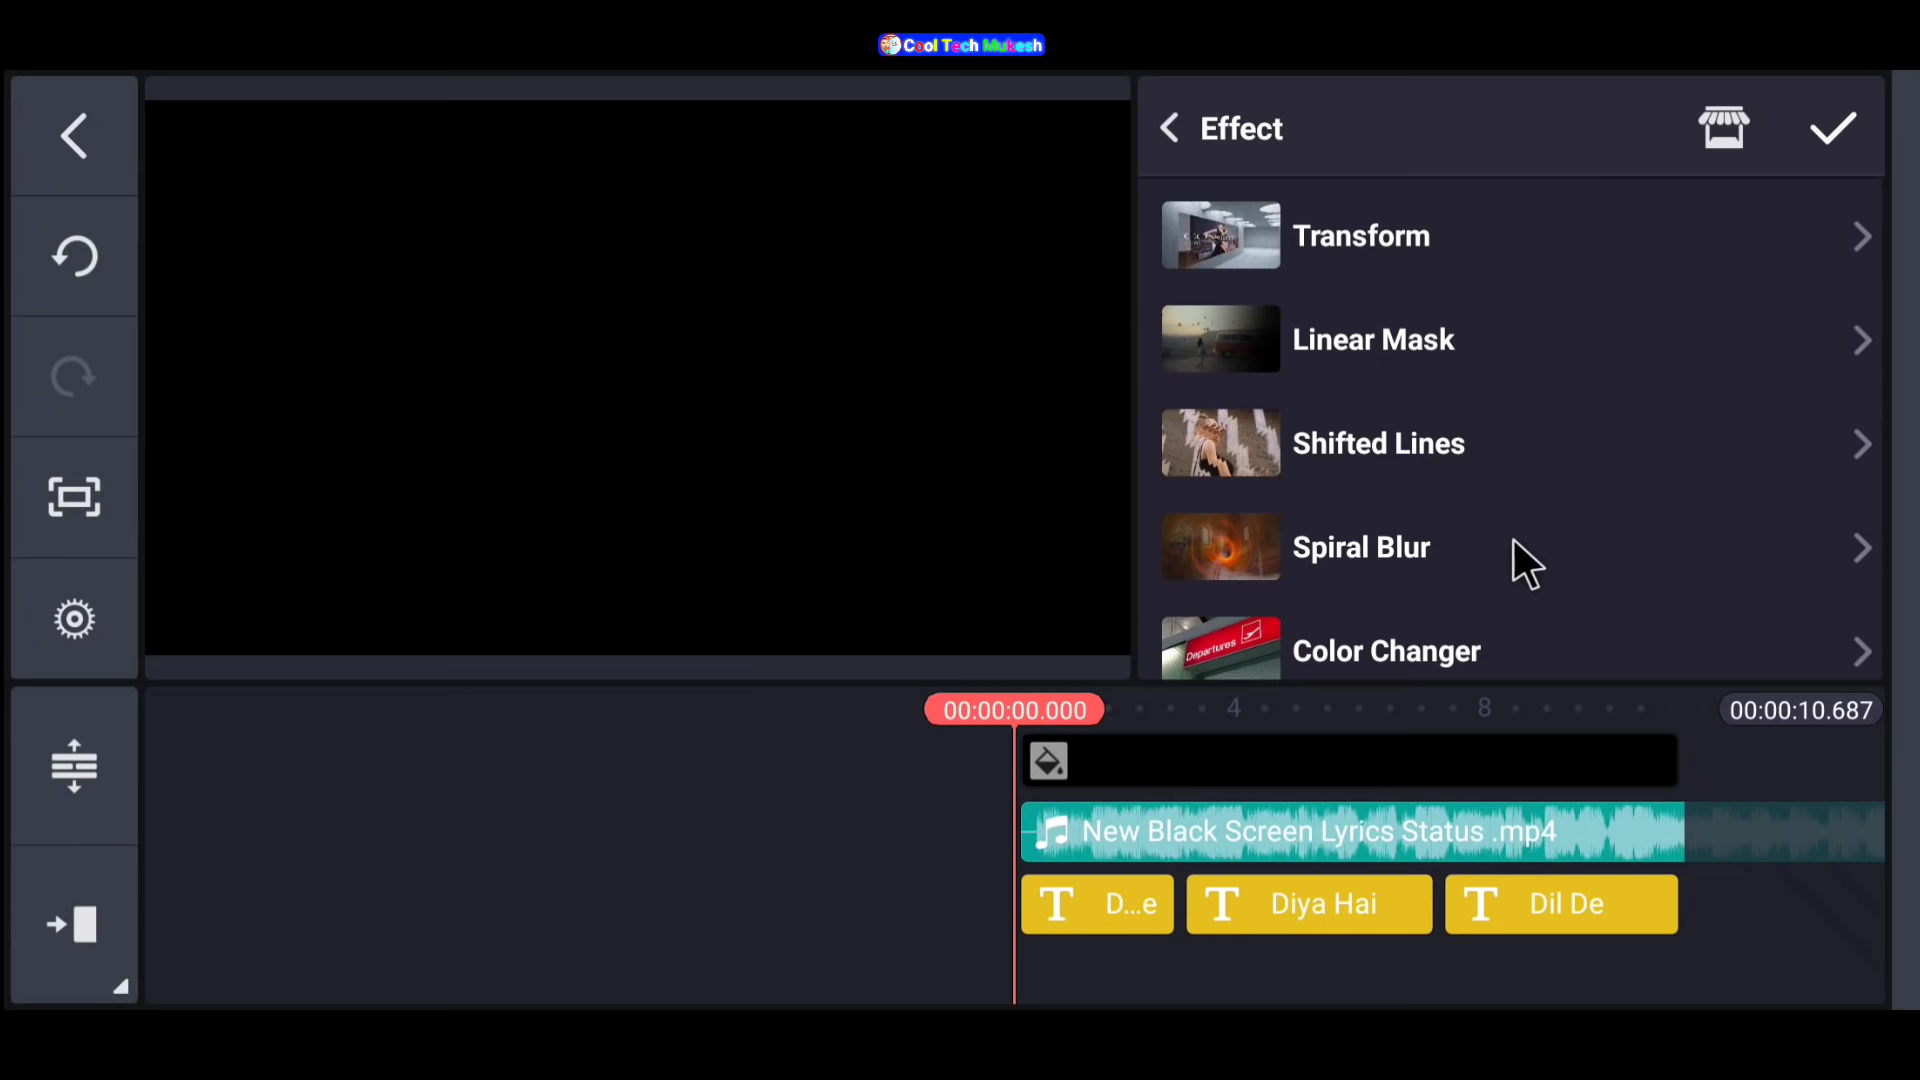 Cool Tech Mukesh
Effect
Transform
Linear Mask
Shifted Lines
Spiral Blur
Departures
Color Changer
00:00:00.000
4
8
00:00:10.687
New Black Screen Lyrics Status .mp4
T D...e
T Diya Hai
T Dil De